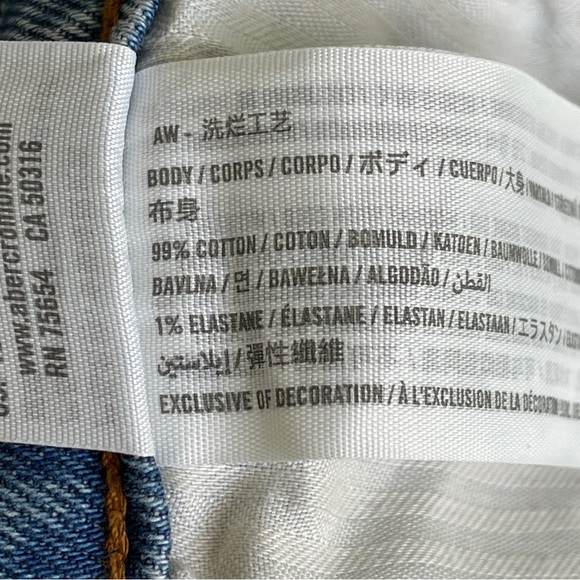 www.abercrombie.com
RN 75654 CA 50316
AW - 洗烂工艺
BODY / CORPS / CORPO / ボディ / CUERPO / 大身 /
布身
99% COTTON / COTON / BOMULD / KATOEN / BAUMWOLLE /
BAVLNA / 면 / BAWEŁNA / ALGODÃO / القطن
1% ELASTANE / ÉLASTANE / ELASTAN / ELASTAAN / エラスタン /
إيلاستين / 彈性纖維
EXCLUSIVE OF DECORATION / À L'EXCLUSION DE LA DÉCORATION